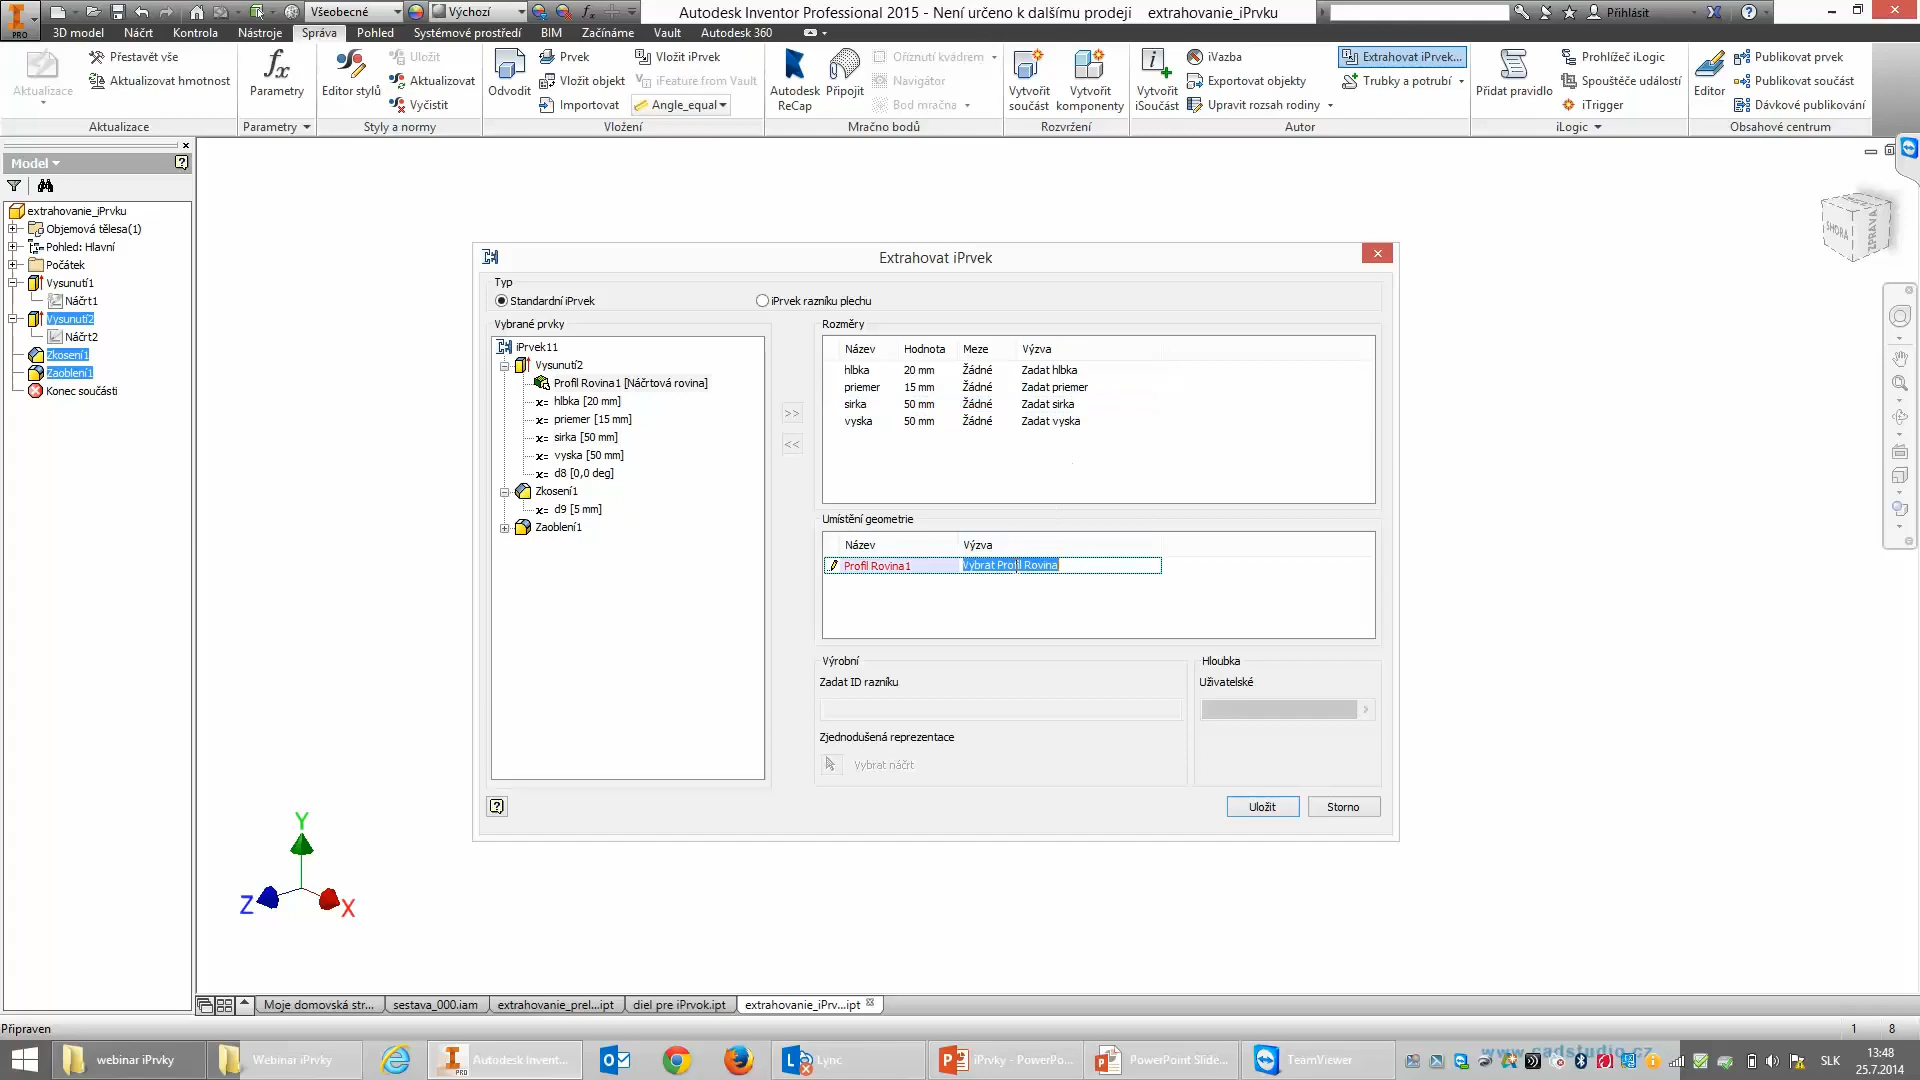 Všeobecné
Výchozí
Autodesk Inventor Professional 2015 - Není určeno k dalšímu prodeji extrahovanie_iPrvku
Přihlásit
PRO
3D model Náčrt Kontrola Nástroje Správa Pohled Systémové prostředí BIM Začínáme Vault Autodesk 360
Aktualizace
Přestavět vše
Aktualizovat hmotnost
Aktualizace
Parametry
Parametry
Editor stylů
Uložit
Aktualizovat
Vyčistit
Styly a normy
Odvodit
Prvek
Vložit objekt
Importovat
Vložit iPrvek
iFeature from Vault
Angle_equal
Vložení
Autodesk ReCap
Připojit
Oříznutí kvádrem
Navigátor
Bod mračna
Mračno bodů
Vytvořit součást
Vytvořit komponenty
Rozvržení
Vytvořit iSoučást
iVazba
Exportovat objekty
Upravit rozsah rodiny
Extrahovat iPrvek...
Trubky a potrubí
Autor
Přidat pravidlo
Prohlížeč iLogic
Spouštěče událostí
iTrigger
iLogic
Editor
Publikovat prvek
Publikovat součást
Dávkové publikování
Obsahové centrum
Model
extrahovanie_iPrvku
Objemová tělesa(1)
Pohled: Hlavní
Počátek
Vysunutí1
Náčrt1
Vysunutí2
Náčrt2
Zkosení1
Zaoblení1
Konec součásti
SHORA
ZPRAVA
Extrahovat iPrvek
Typ
Standardní iPrvek
iPrvek razníku plechu
Vybrané prvky
iPrvek11
Vysunutí2
Profil Rovina1 [Náčrtová rovina]
x= hlbka [20 mm]
x= priemer [15 mm]
x= sirka [50 mm]
x= vyska [50 mm]
x= d8 [0,0 deg]
Zkosení1
x= d9 [5 mm]
Zaoblení1
>>
<<
Rozměry
Název Hodnota Meze Výzva
hlbka 20 mm Žádné Zadat hlbka
priemer 15 mm Žádné Zadat priemer
sirka 50 mm Žádné Zadat sirka
vyska 50 mm Žádné Zadat vyska
Umístění geometrie
Název Výzva
Profil Rovina1 Vybrat Profil Rovina
Výrobní
Zadat ID razníku
Zjednodušená reprezentace
Vybrat náčrt
Hloubka
Uživatelské
Uložit
Storno
Y
Z
X
Moje domovská str... sestava_000.iam extrahovanie_prel...ipt diel pre iPrvok.ipt extrahovanie_iPrv...ipt
Připraven
1 8
webinar iPrvky
Webinar iPrvky
Autodesk Invent...
Lync
iPrvky - PowerPo...
PowerPoint Slide...
TeamViewer
www.cadstudio.cz
SLK
13:48
25.7.2014